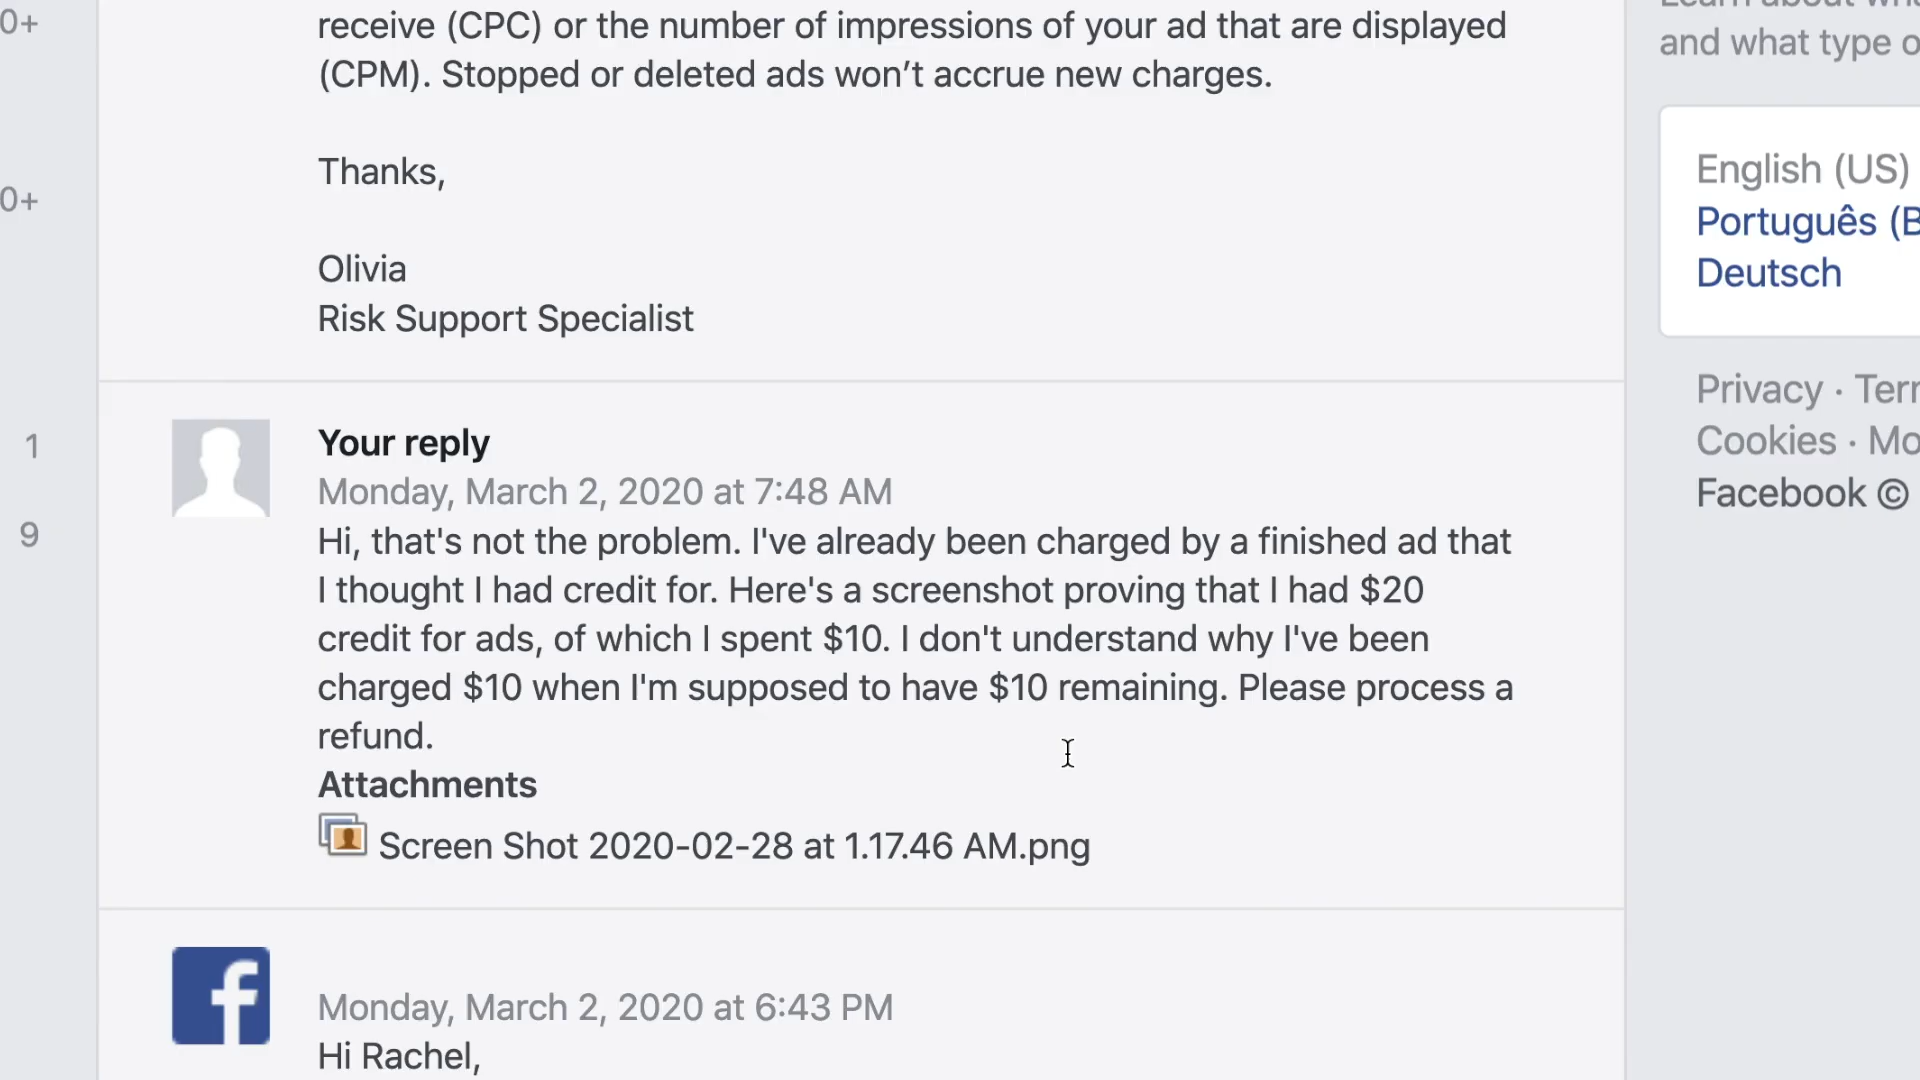 0+
receive (CPC) or the number of impressions of your ad that are displayed
(CPM). Stopped or deleted ads won’t accrue new charges.
and what type
Thanks,
0+
English (US)
Português
Deutsch
Olivia
Risk Support Specialist
Privacy ·
Cookies ·
Facebook ©
1
9
Your reply
Monday, March 2, 2020 at 7:48 AM
Hi, that's not the problem. I've already been charged by a finished ad that
I thought I had credit for. Here's a screenshot proving that I had $20
credit for ads, of which I spent $10. I don't understand why I've been
charged $10 when I'm supposed to have $10 remaining. Please process a
refund.
Attachments
Screen Shot 2020-02-28 at 1.17.46 AM.png
Monday, March 2, 2020 at 6:43 PM
Hi Rachel,